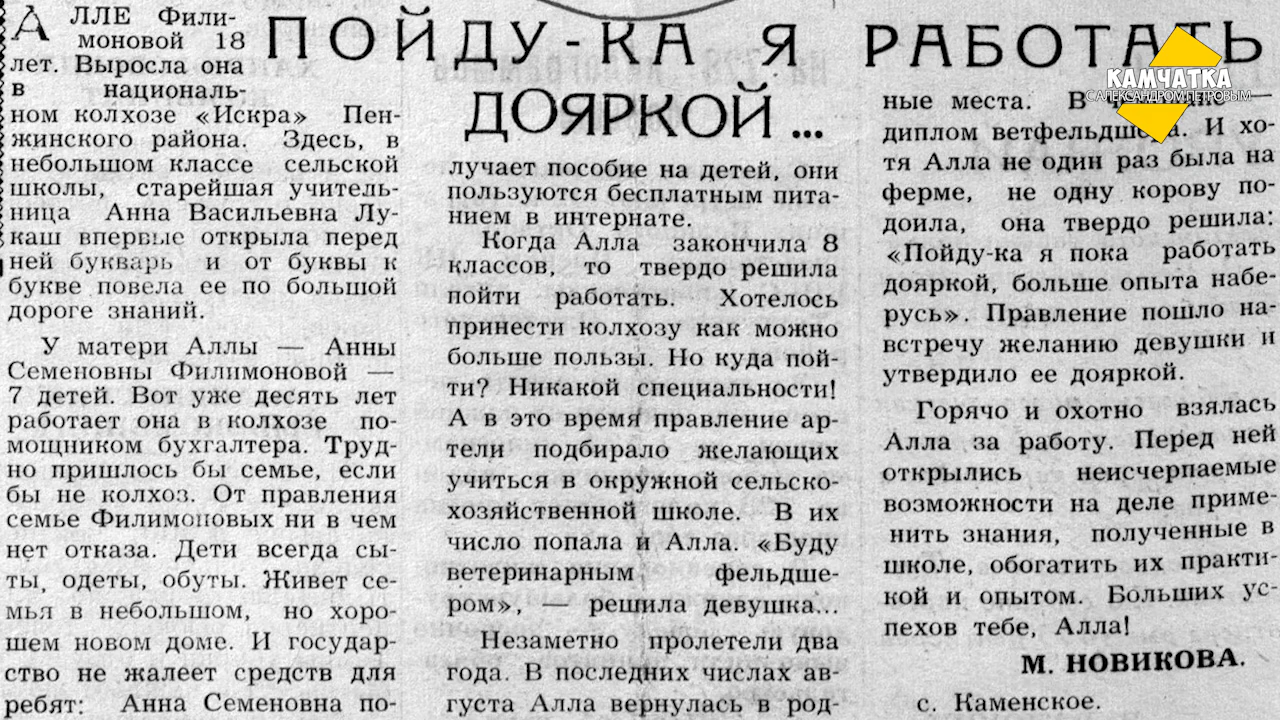 ПОЙДУ-КА Я РАБОТАТЬ
ДОЯРКОЙ...
АЛЛЕ Фили-
моновой 18
лет. Выросла она
в националь-
ном колхозе «Искра» Пен-
жинского района. Здесь, в
небольшом классе сельской
школы, старейшая учитель-
ница Анна Васильевна Лу-
каш впервые открыла перед
ней букварь и от буквы к
букве повела ее по большой
дороге знаний.
У матери Аллы — Анны
Семеновны Филимоновой —
7 детей. Вот уже десять лет
работает она в колхозе по-
мощником бухгалтера. Труд-
но пришлось бы семье, если
бы не колхоз. От правления
семье Филимоновых ни в чем
нет отказа. Дети всегда сы-
ты, одеты, обуты. Живет се-
мья в небольшом, но хоро-
шем новом доме. И государ-
ство не жалеет средств для
ребят: Анна Семеновна по-
лучает пособие на детей, они
пользуются бесплатным пита-
нием в интернате.
Когда Алла закончила 8
классов, то твердо решила
пойти работать. Хотелось
принести колхозу как можно
больше пользы. Но куда пой-
ти? Никакой специальности!
А в это время правление ар-
тели подбирало желающих
учиться в окружной сельско-
хозяйственной школе. В их
число попала и Алла. «Буду
ветеринарным фельдше-
ром», — решила девушка...
Незаметно пролетели два
года. В последних числах ав-
густа Алла вернулась в род-
ные места. В —
диплом ветфельдшера. И хо-
тя Алла не один раз была на
ферме, не одну корову по-
доила, она твердо решила:
«Пойду-ка я пока работать
дояркой, больше опыта набе-
русь». Правление пошло на-
встречу желанию девушки и
утвердило ее дояркой.
Горячо и охотно взялась
Алла за работу. Перед ней
открылись неисчерпаемые
возможности на деле приме-
нить знания, полученные в
школе, обогатить их практи-
кой и опытом. Больших ус-
пехов тебе, Алла!
М. НОВИКОВА.
с. Каменское.
КАМЧАТКА
С АЛЕКСАНДРОМ ПЕТРОВЫМ